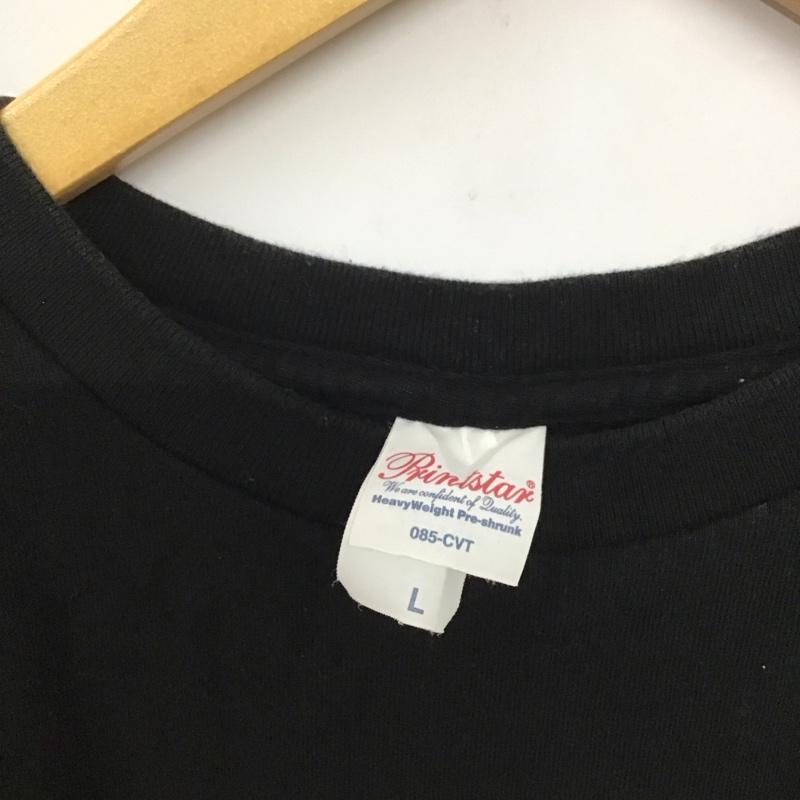 Printstar®
We are confident of Quality.
HeavyWeight Pre-shrunk
085-CVT
L